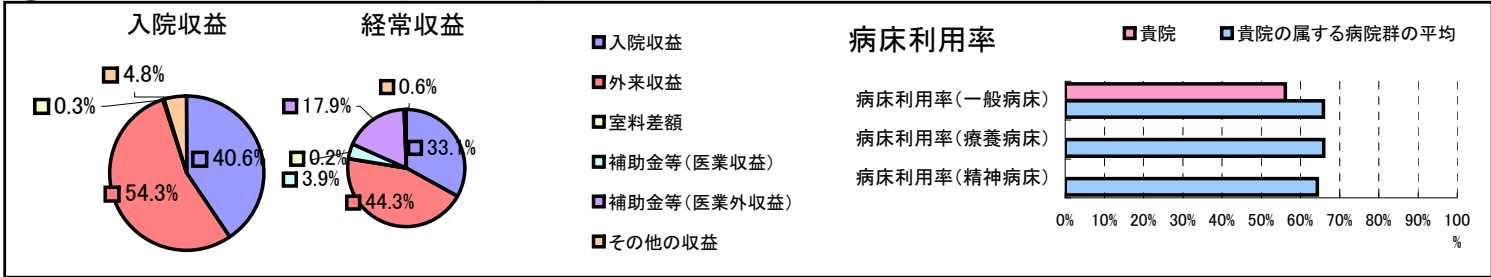 入院収益
4.8%
0.3%
40.6%
54.3%
経常収益
0.6%
17.9%
33.1%
0.2%
3.9%
44.3%
入院収益
外来収益
室料差額
補助金等(医業収益)
補助金等(医業外収益)
その他の収益
病床利用率
貴院
貴院の属する病院群の平均
病床利用率(一般病床)
病床利用率(療養病床)
病床利用率(精神病床)
0% 10% 20% 30% 40% 50% 60% 70% 80% 90% 100
%